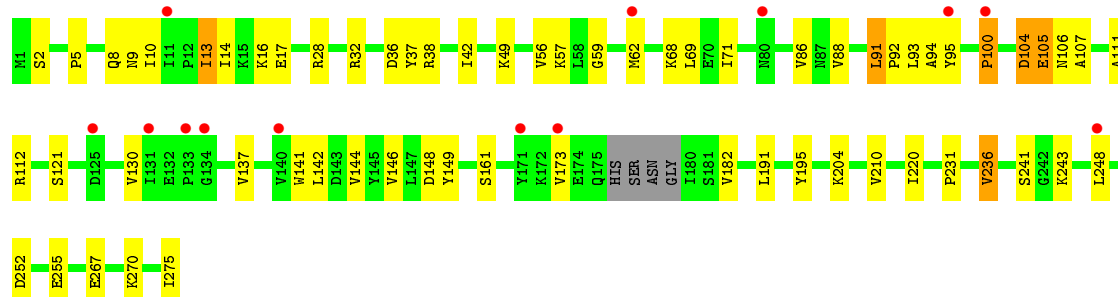 M1 S2 P5 Q8 N9 I10 I11 P12 I13 I14 K15 K16 E17 R28 R32 D36 Y37 R38 I42 K49 V56 K57 L58 G59 M62 K68 L69 E70 I71 N80 V86 N87 V88 L91 P92 L93 A94 Y95 P100 D104 E105 N106 A107 A111
R112 S121 D125 V130 I131 E132 P133 G134 V137 V140 W141 L142 D143 V144 Y145 V146 L147 D148 Y149 S161 Y171 K172 V173 E174 Q175 HIS SER ASN GLY I180 S181 V182 L191 Y195 K204 V210 I220 P231 V236 S241 G242 K243 L248
D252 E255 E267 K270 I275